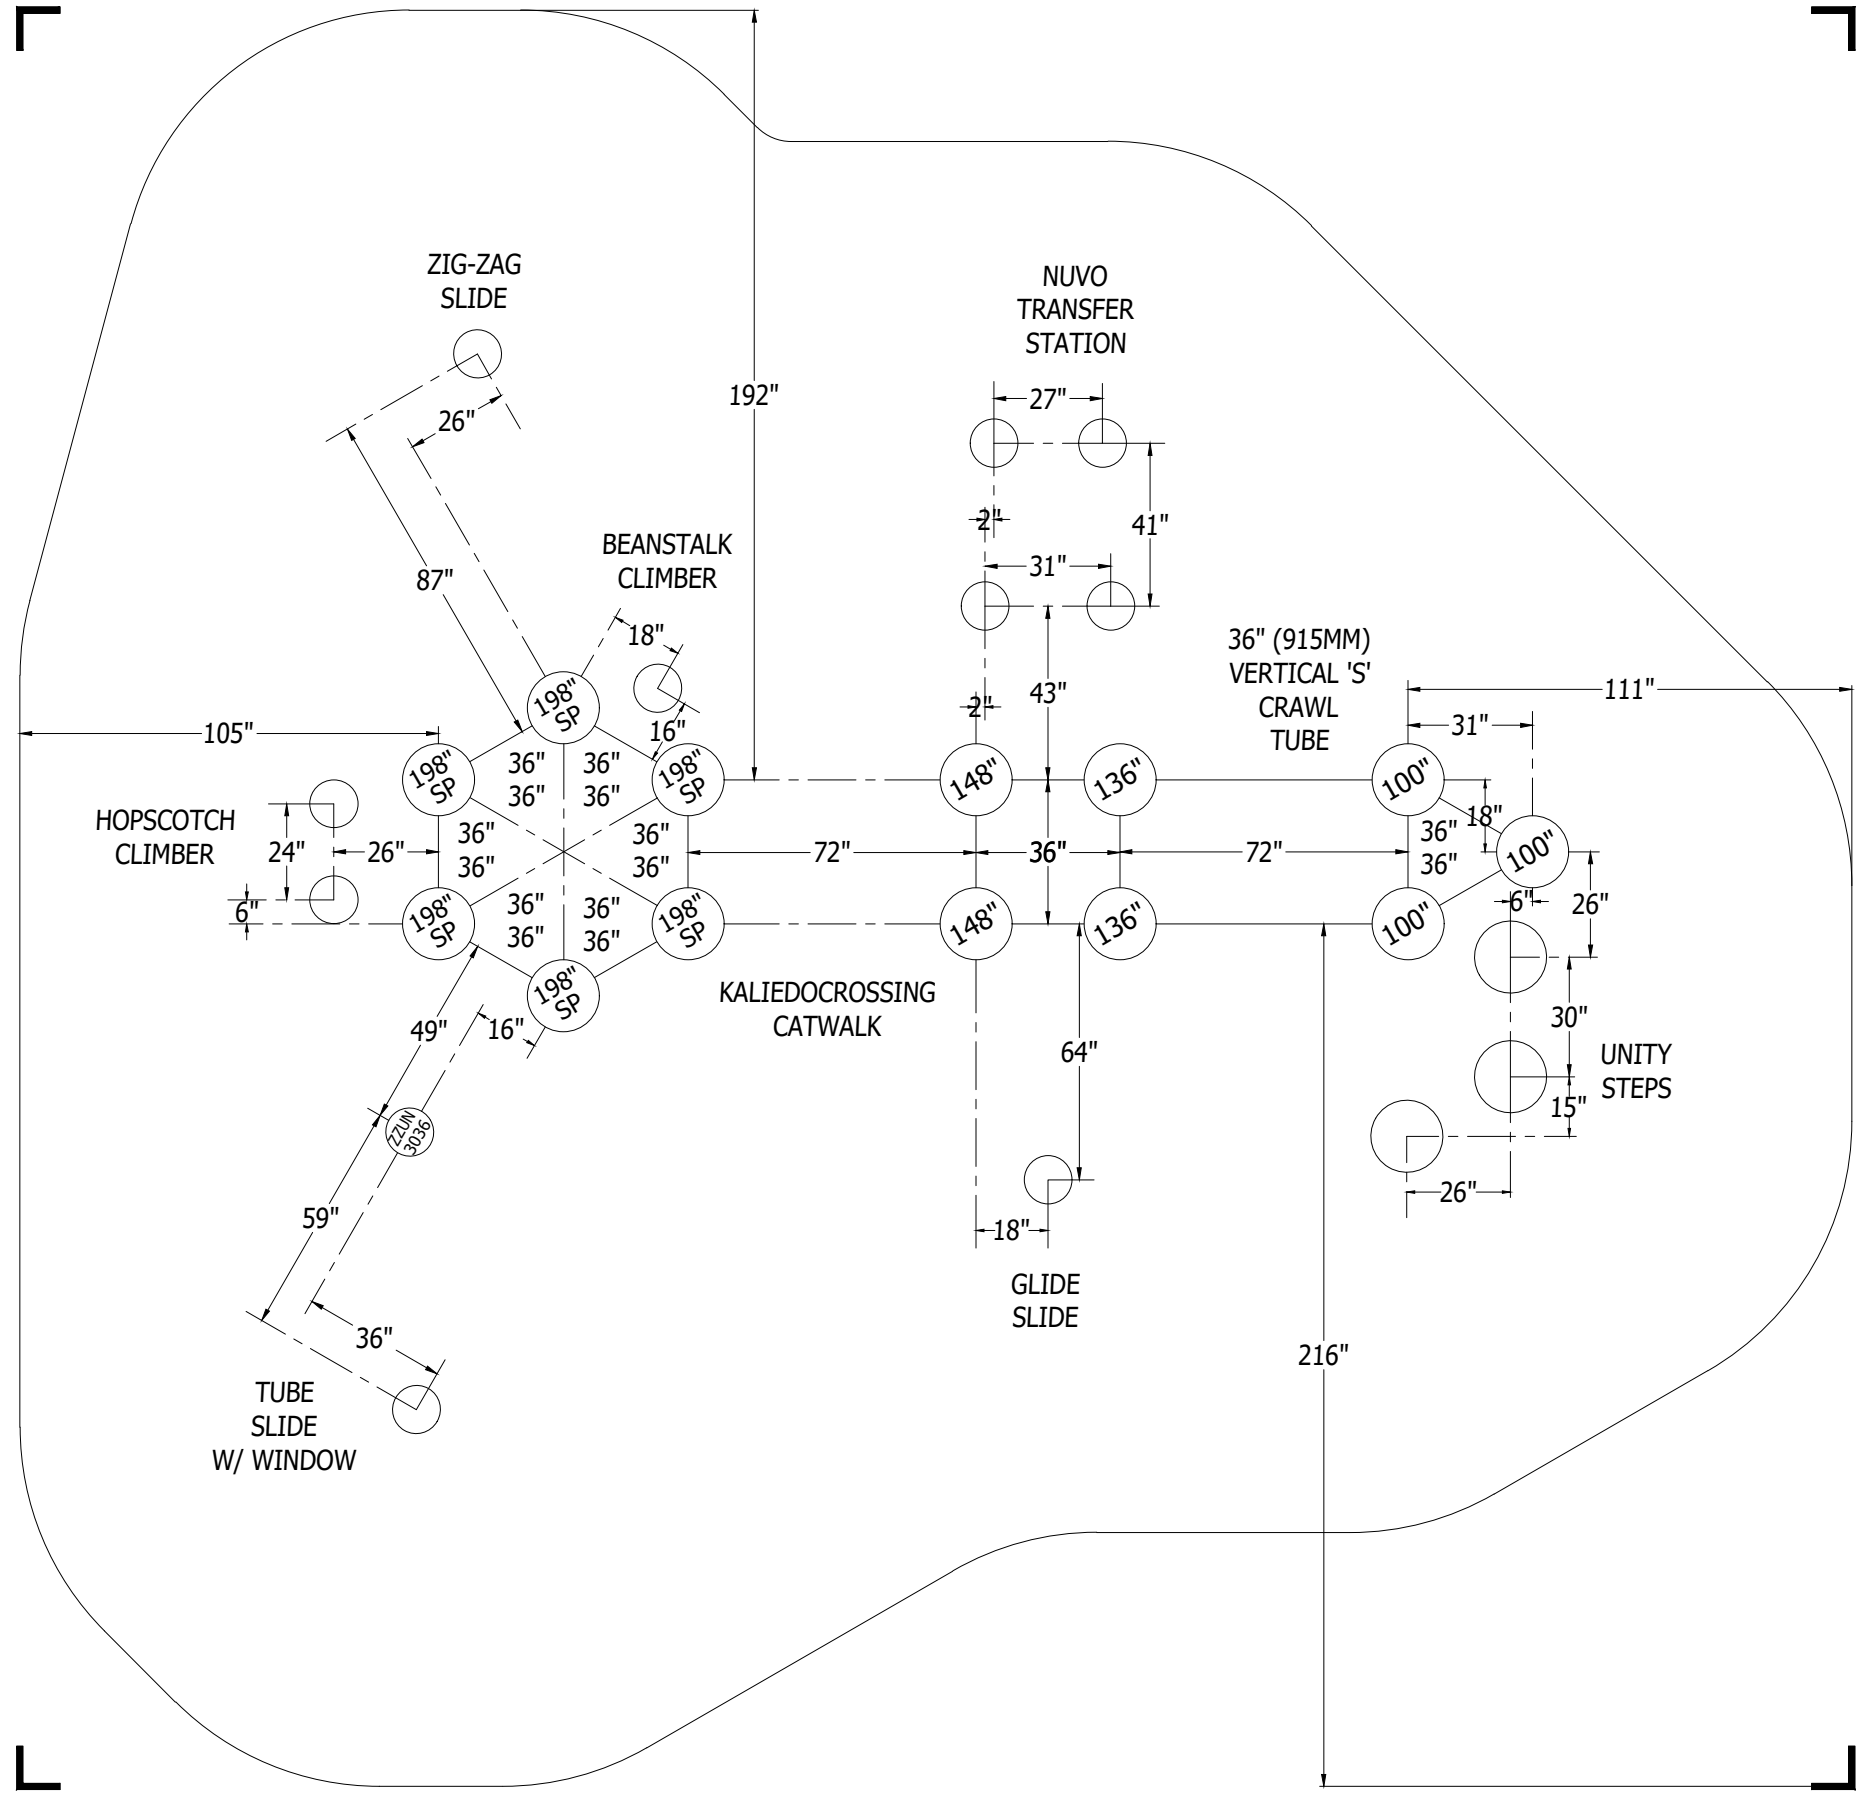 ZIG-ZAG
SLIDE
NUVO
TRANSFER
STATION
192"
27"
26"
2"
41"
BEANSTALK
CLIMBER
31"
87"
18"
36" (915MM)
VERTICAL 'S'
CRAWL
TUBE
43"
2"
111"
31"
105"
16"
198"
SP
198"
SP
198"
SP
36"
36"
36"
36"
148"
136"
100"
18"
HOPSCOTCH
CLIMBER
24"
26"
36"
36"
36"
36"
72"
36"
72"
36"
36"
100"
6"
198"
SP
36"
36"
36"
36"
198"
SP
148"
136"
100"
6"
26"
198"
SP
KALIEDOCROSSING
CATWALK
49"
16"
64"
30"
UNITY
STEPS
15"
ZZUN
3036
59"
26"
18"
GLIDE
SLIDE
36"
216"
TUBE
SLIDE
W/ WINDOW